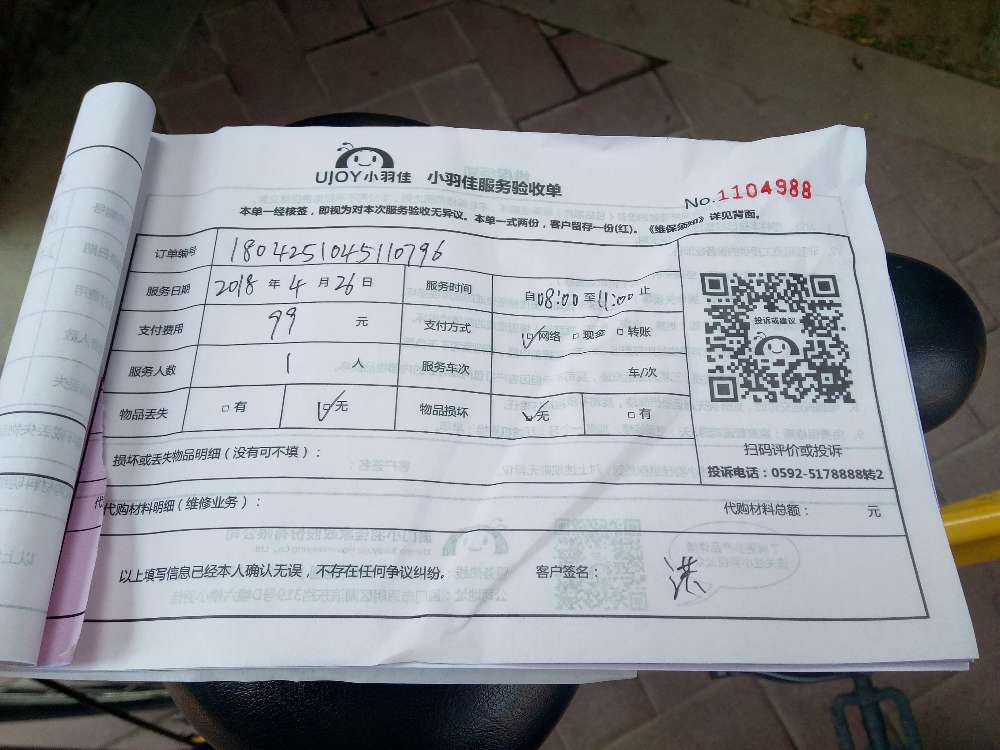 UJOY小羽佳 小羽佳服务验收单
No.1104988
本单一经核签，即视为对本次服务验收无异议。本单一式两份，客户留存一份(红)。《维保须知》详见背面。
订单编号 1804251045110796
服务日期 2018 年 4 月 26 日 服务时间 自08:00至11:00止
支付费用 99 元 支付方式 ☑网络 □现金 □转账
服务人数 1 人 服务车次 车/次
物品丢失 □有 ☑无 物品损坏 ☑无 □有
投诉或建议
扫码评价或投诉
投诉电话：0592-5178888转2
损坏或丢失物品明细（没有可不填）：
代购材料明细（维修业务）： 代购材料总额： 元
以上填写信息已经本人确认无误，不存在任何争议纠纷。 客户签名： 洪